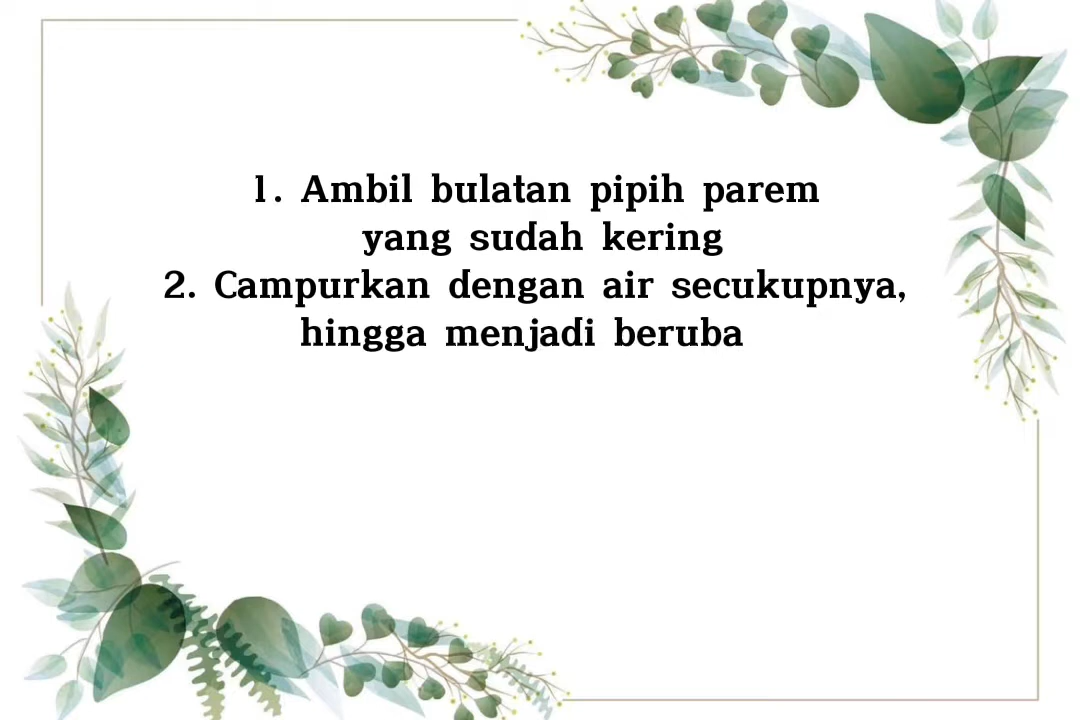 1. Ambil bulatan pipih parem
yang sudah kering
2. Campurkan dengan air secukupnya,
hingga menjadi beruba